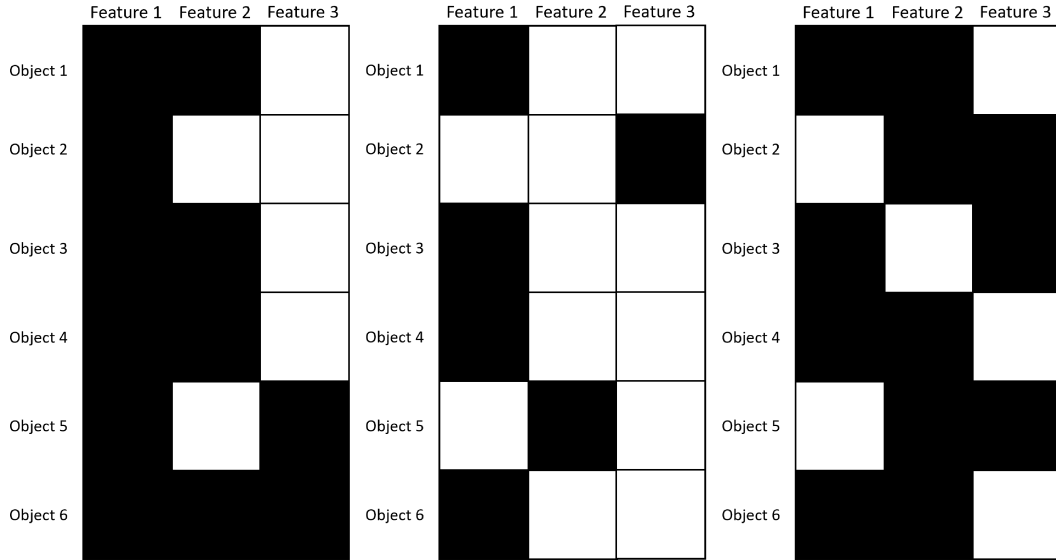 Feature 1 Feature 2 Feature 3 Feature 1 Feature 2 Feature 3 Feature 1 Feature 2 Feature 3
Object 1 Object 1 Object 1
Object 2 Object 2 Object 2
Object 3 Object 3 Object 3
Object 4 Object 4 Object 4
Object 5 Object 5 Object 5
Object 6 Object 6 Object 6